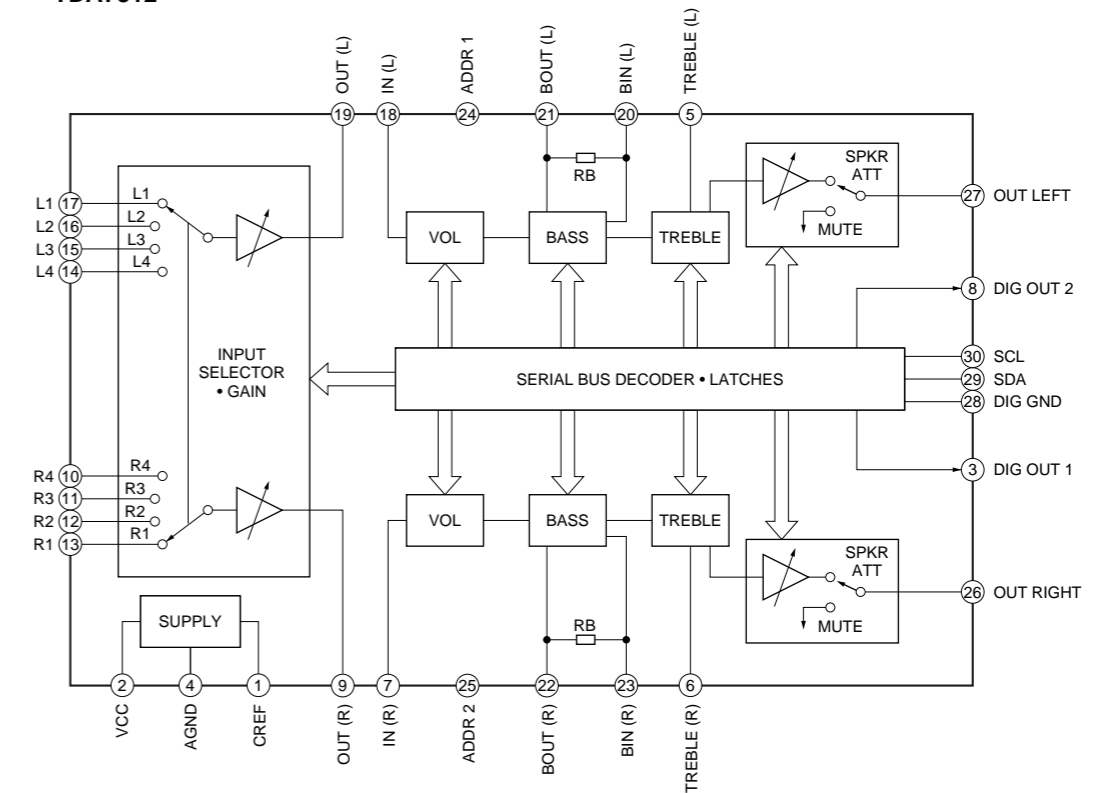 OUT (L)
IN (L)
ADDR 1
BOUT (L)
BIN (L)
TREBLE (L)
19
18
24
21
20
5
RB
SPKR
ATT
MUTE
27 OUT LEFT
L1 17 L1
L2 16 L2
L3 15 L3
L4 14 L4
VOL
BASS
TREBLE
8 DIG OUT 2
INPUT
SELECTOR
• GAIN
SERIAL BUS DECODER • LATCHES
30 SCL
29 SDA
28 DIG GND
3 DIG OUT 1
R4 10 R4
R3 11 R3
R2 12 R2
R1 13 R1
VOL
BASS
TREBLE
SPKR
ATT
MUTE
26 OUT RIGHT
SUPPLY
RB
2
4
1
9
7
25
22
23
6
VCC
AGND
CREF
OUT (R)
IN (R)
ADDR 2
BOUT (R)
BIN (R)
TREBLE (R)